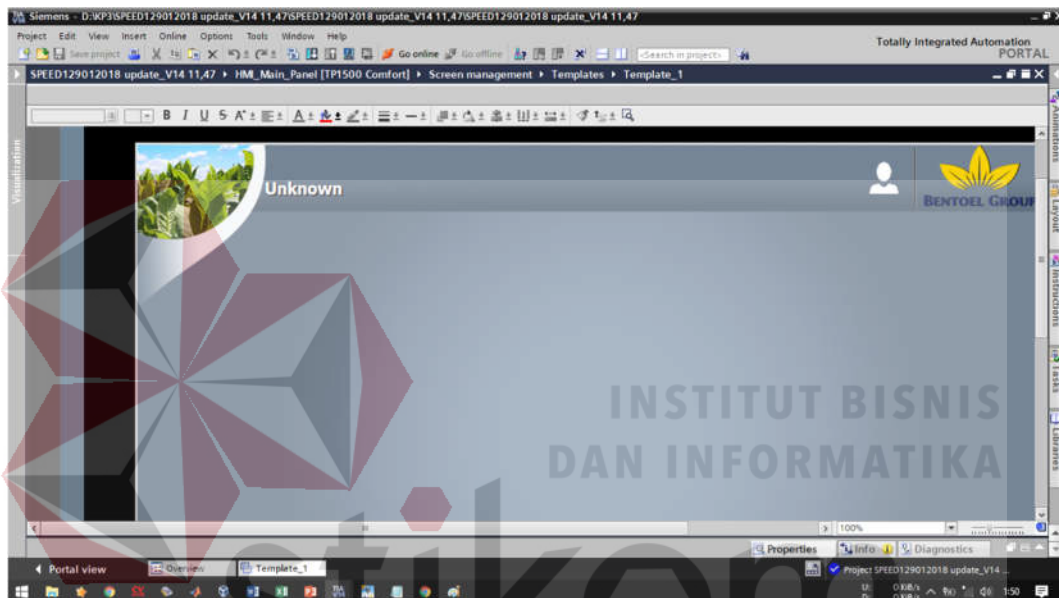 Siemens - D:\KP3\SPEED129012018 update_V14 11,47\SPEED129012018 update_V14 11,47\SPEED129012018 update_V14 11,47
Project Edit View Insert Online Options Tools Window Help
Totally Integrated Automation
PORTAL
Save project Go online Go offline <Search in project>
SPEED129012018 update_V14 11,47 HMI_Main_Panel [TP1500 Comfort] Screen management Templates Template_1
B I U S A
Visualization
Animations
Layout
Instructions
Tasks
Libraries
Unknown
BENTOEL GROUP
INSTITUT BISNIS
DAN INFORMATIKA
stikom
100%
Properties Info Diagnostics
Portal view Overview Template_1
Project SPEED129012018 update_V14 ...
1:50